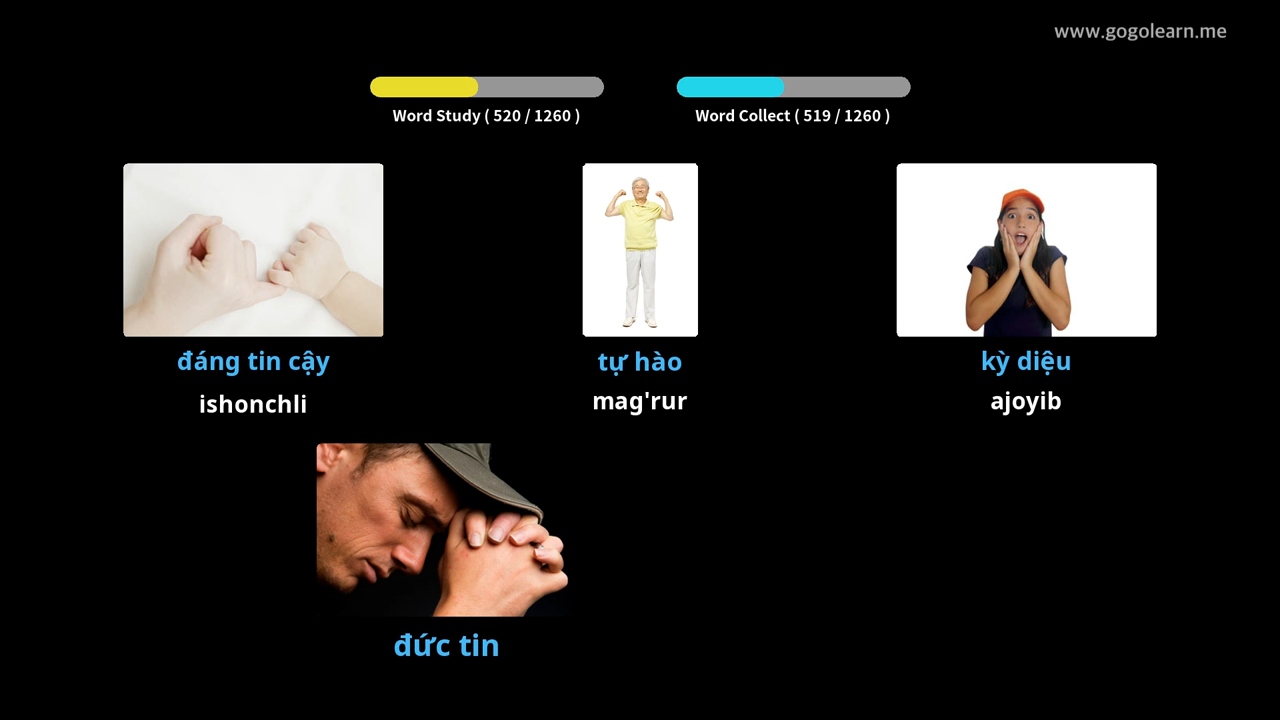 www.gogolearn.me
Word Study ( 520 / 1260 )
Word Collect ( 519 / 1260 )
đáng tin cậy
tự hào
kỳ diệu
ishonchli
mag'rur
ajoyib
đức tin